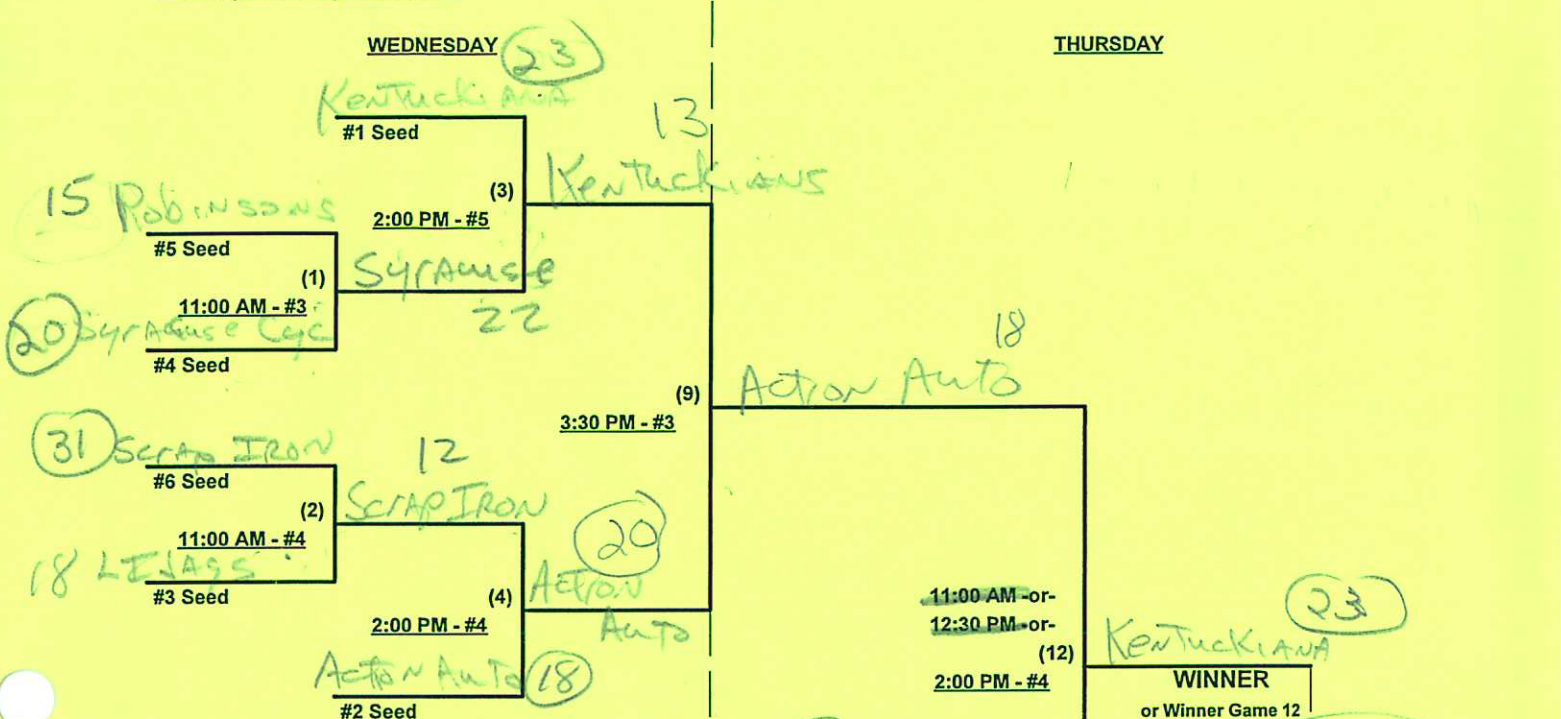 WEDNESDAY
THURSDAY
23
KENTUCKIANA
#1 Seed
13
(3)
KENTUCKIANS
2:00 PM - #5
15 ROBINSONS
#5 Seed
(1)
SYRACUSE
11:00 AM - #3
22
20 Syracuse Cyc
#4 Seed
18
ACTION AUTO
(9)
3:30 PM - #3
31 SCRAP IRON
#6 Seed
12
(2)
SCRAP IRON
11:00 AM - #4
20
18 LI JAGS
#3 Seed
(4)
ACTION
AUTO
2:00 PM - #4
ACTION AUTO 18
#2 Seed
11:00 AM -or-
12:30 PM -or-
(12)
2:00 PM - #4
23
KENTUCKIANA
WINNER
or Winner Game 12